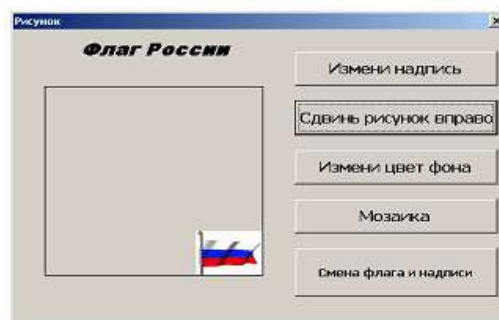 Рисунок
Флаг России
Измени надпись
Сдвинь рисунок вправо
Измени цвет фона
Мозаика
Смена флага и надписи